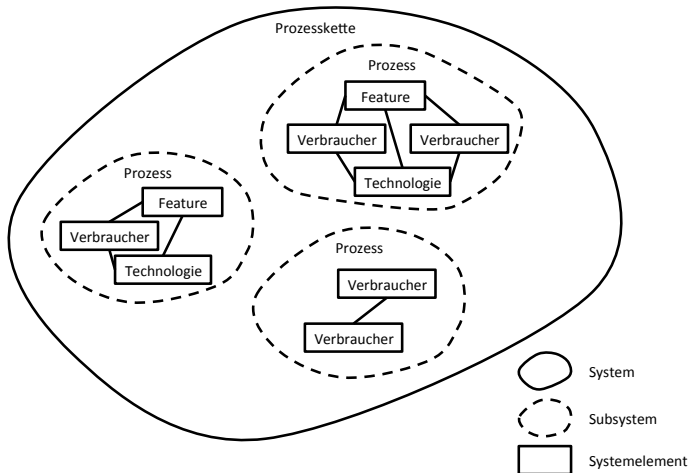 Prozesskette
Prozess
Feature
Verbraucher Verbraucher
Technologie
Prozess
Feature
Verbraucher
Technologie
Prozess
Verbraucher
Verbraucher
System
Subsystem
Systemelement